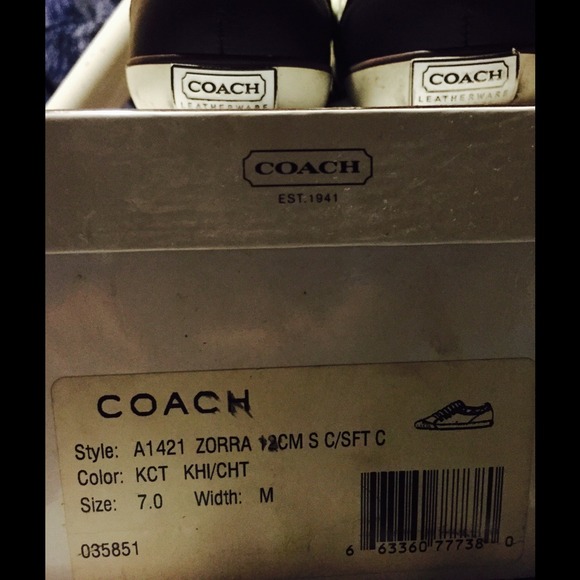 COACH
LEATHERWARE
COACH
LEATHERWARE
COACH
EST. 1941
COACH
Style: A1421 ZORRA 12CM S C/SFT C
Color: KCT KHI/CHT
Size: 7.0 Width: M
035851
6 63360 77738 0